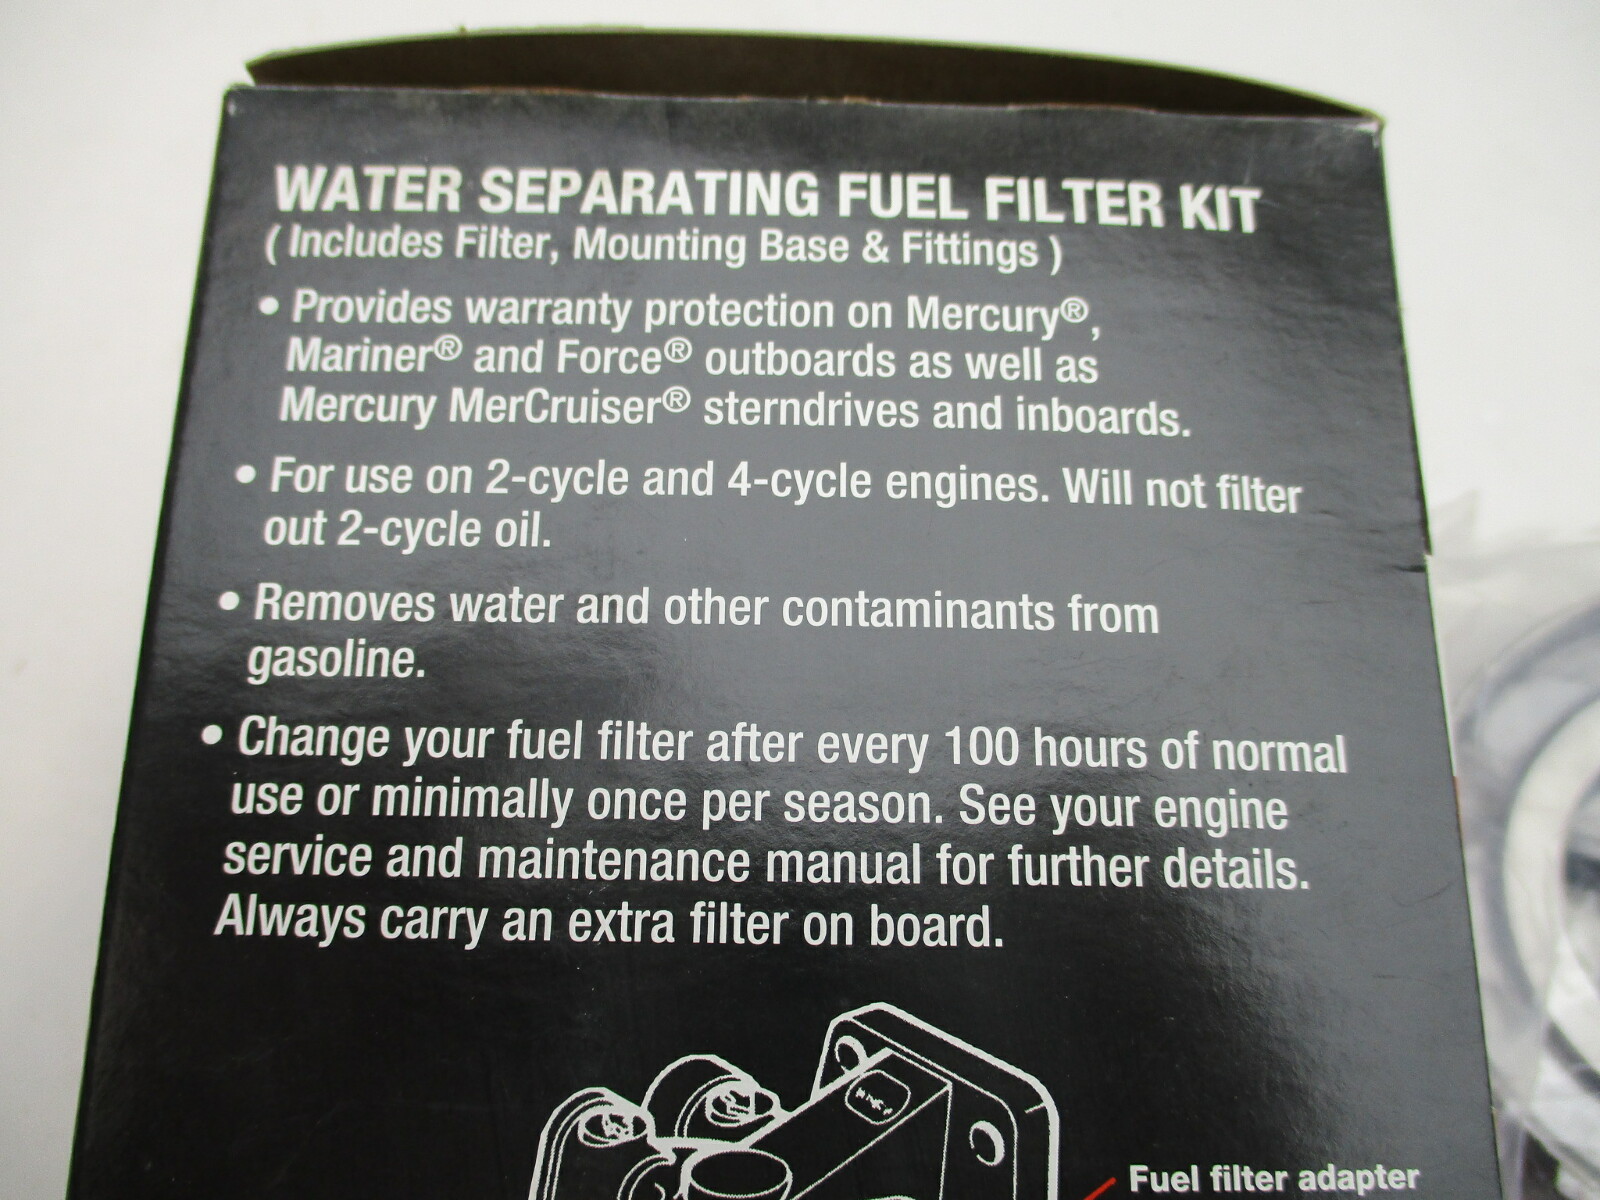 WATER SEPARATING FUEL FILTER KIT
( Includes Filter, Mounting Base & Fittings )
• Provides warranty protection on Mercury®,
Mariner® and Force® outboards as well as
Mercury MerCruiser® sterndrives and inboards.
• For use on 2-cycle and 4-cycle engines. Will not filter
out 2-cycle oil.
• Removes water and other contaminants from
gasoline.
• Change your fuel filter after every 100 hours of normal
use or minimally once per season. See your engine
service and maintenance manual for further details.
Always carry an extra filter on board.
Fuel filter adapter